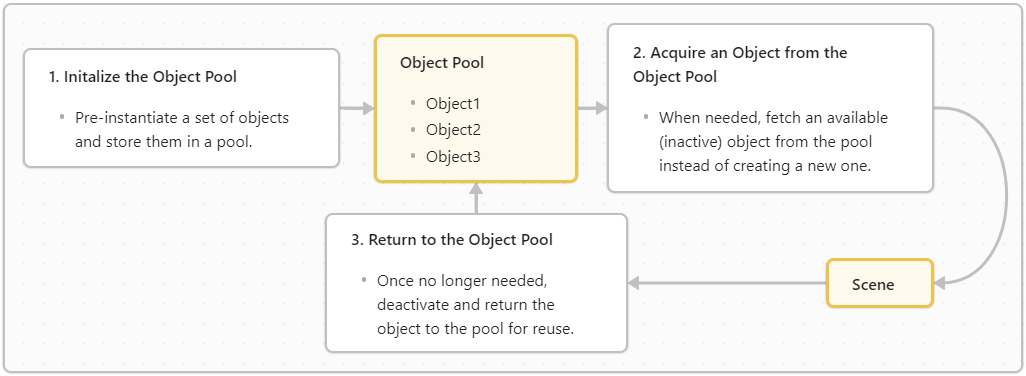 1. Initalize the Object Pool
• Pre-instantiate a set of objects
and store them in a pool.
Object Pool
• Object1
• Object2
• Object3
2. Acquire an Object from the
Object Pool
• When needed, fetch an available
(inactive) object from the pool
instead of creating a new one.
Scene
3. Return to the Object Pool
• Once no longer needed,
deactivate and return the
object to the pool for reuse.